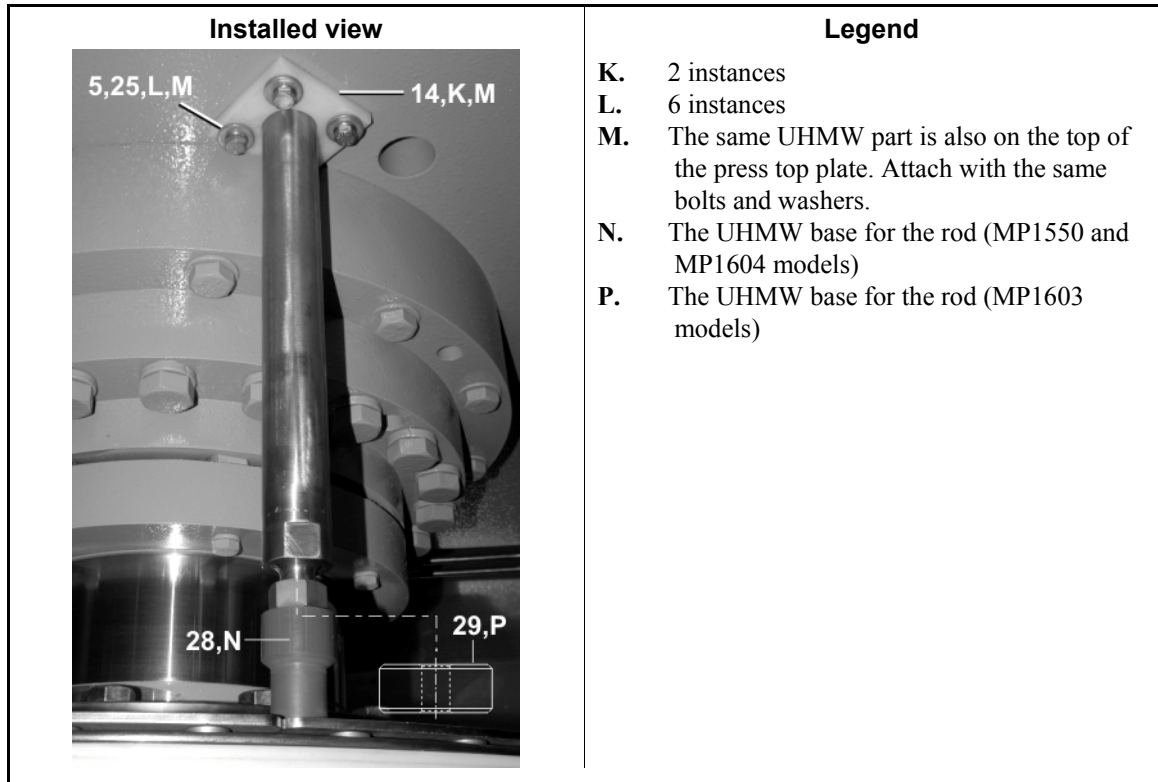 Installed view
5,25,L,M
14,K,M
28,N
29,P
Legend
K. 2 instances
L. 6 instances
M. The same UHMW part is also on the top of
the press top plate. Attach with the same
bolts and washers.
N. The UHMW base for the rod (MP1550 and
MP1604 models)
P. The UHMW base for the rod (MP1603
models)